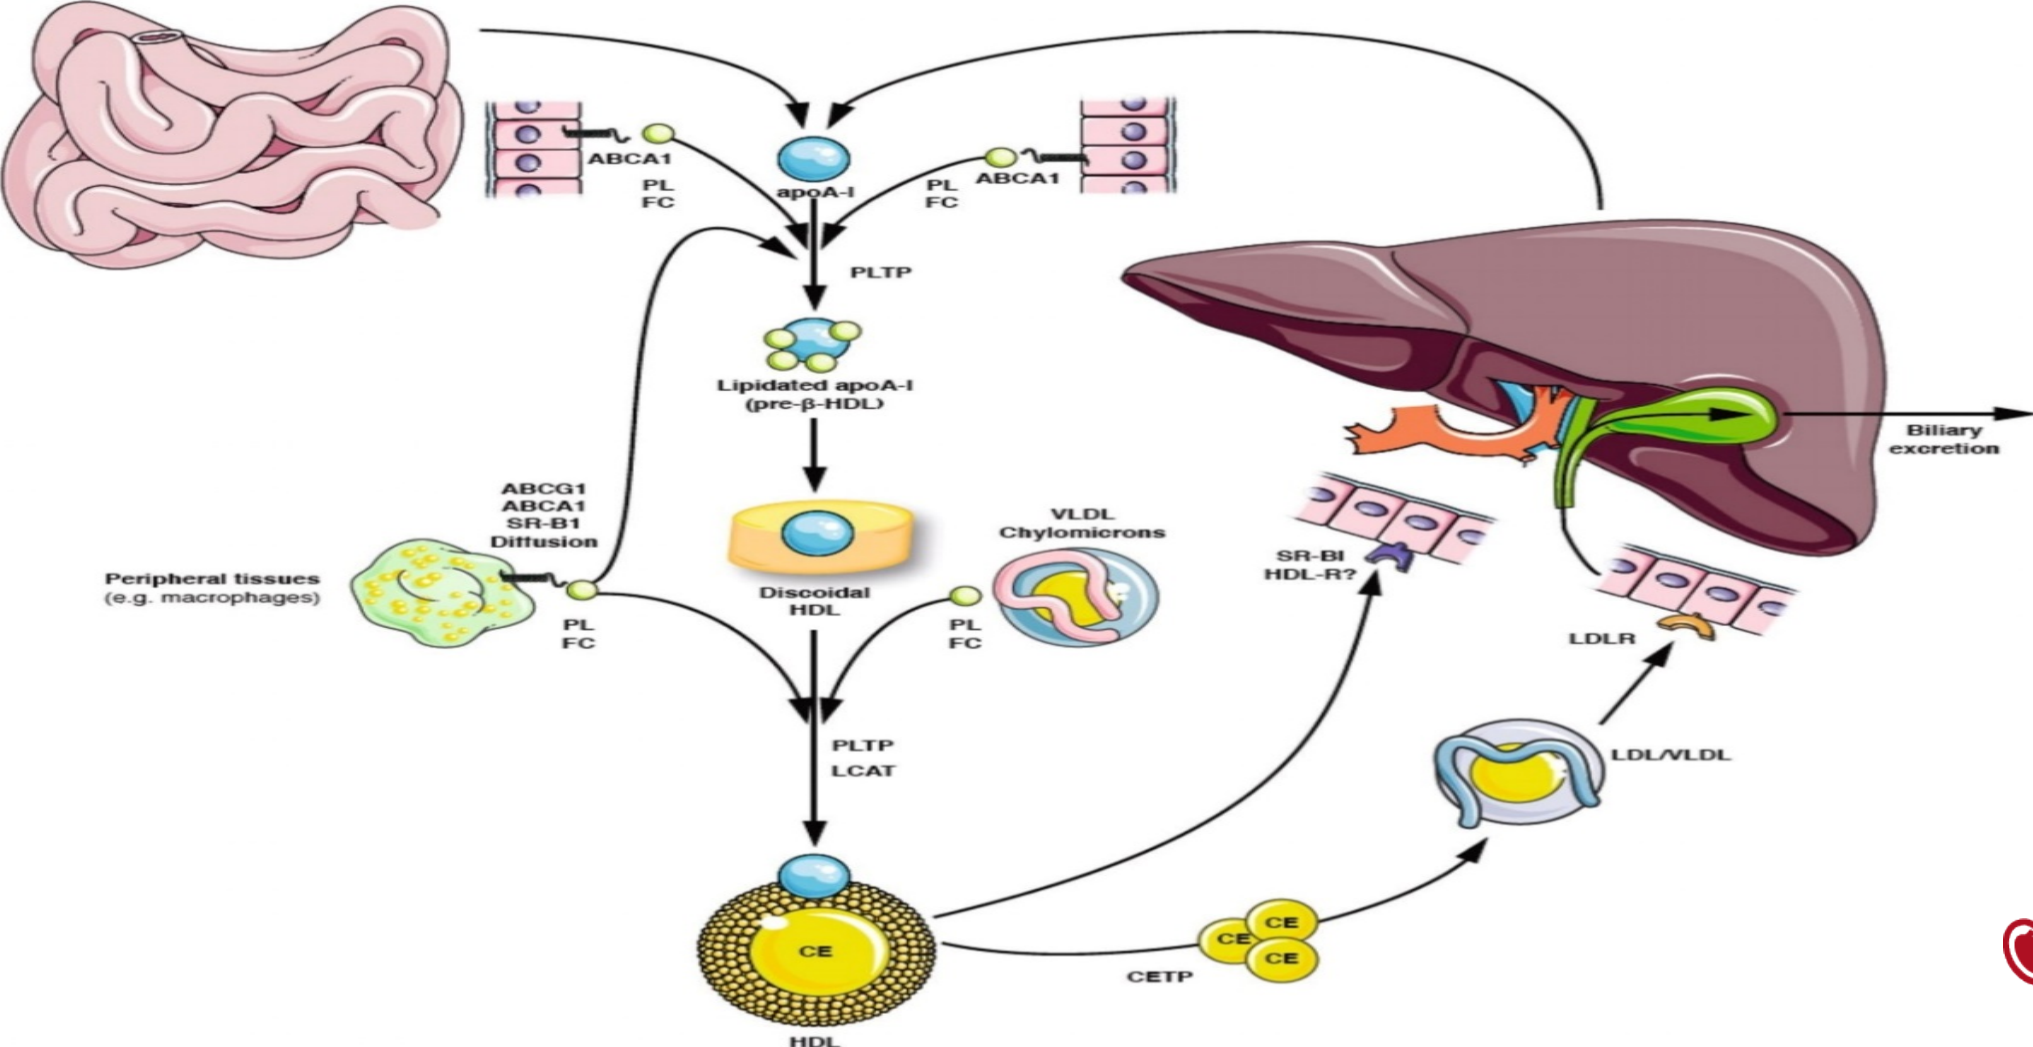 ABCA1
PL
FC
apoA-I
PL
FC
ABCA1
PLTP
Lipidated apoA-I
(pre-β-HDL)
Biliary
excretion
ABCG1
ABCA1
SR-B1
Diffusion
Peripheral tissues
(e.g. macrophages)
PL
FC
Discoidal
HDL
VLDL
Chylomicrons
PL
FC
SR-BI
HDL-R?
LDLR
PLTP
LCAT
LDL/VLDL
CE
HDL
CETP
CE
CE
CE